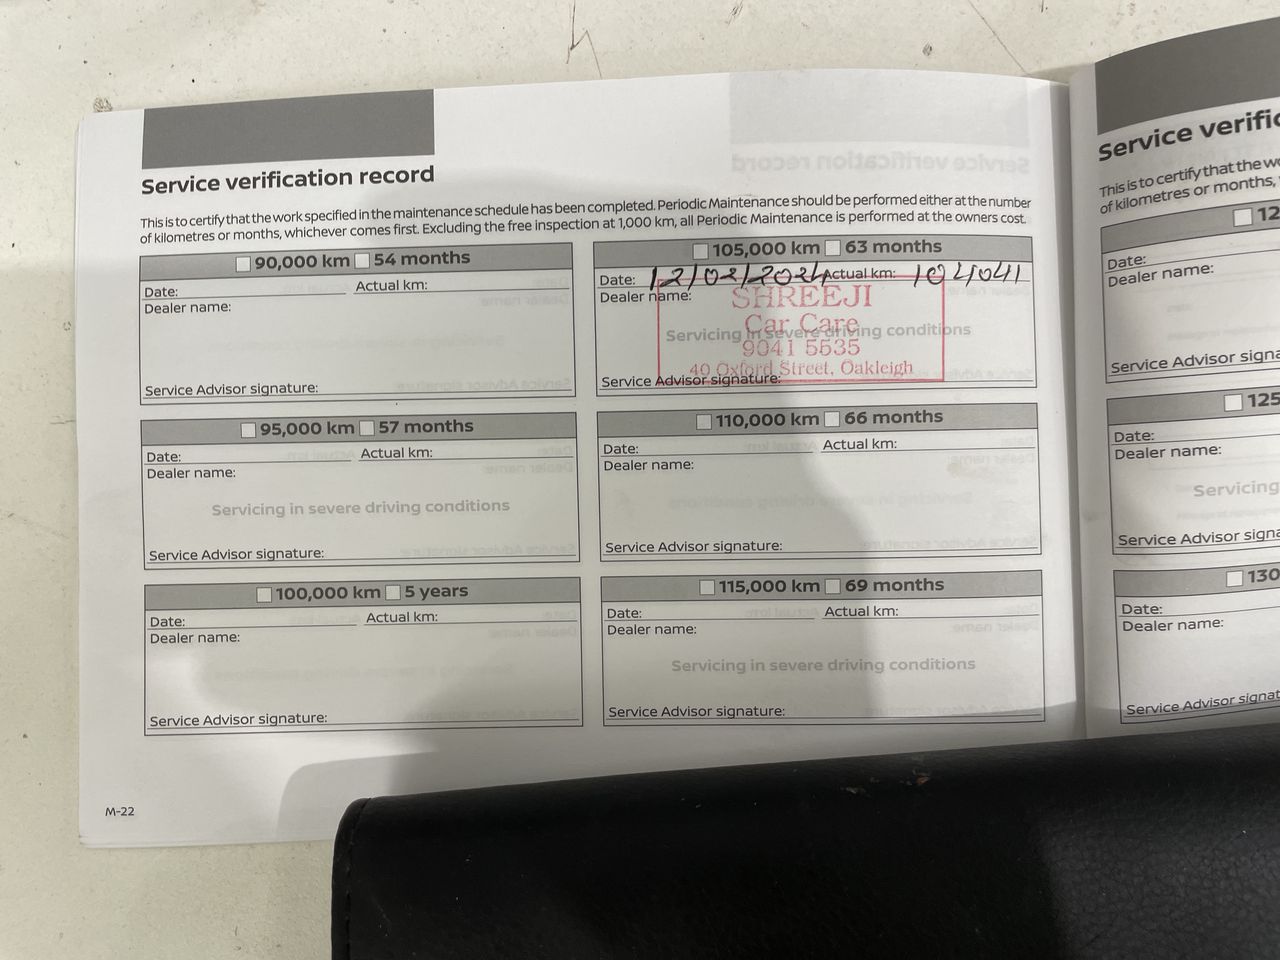 Service verification record
This is to certify that the work specified in the maintenance schedule has been completed. Periodic Maintenance should be performed either at the number
of kilometres or months, whichever comes first. Excluding the free inspection at 1,000 km, all Periodic Maintenance is performed at the owners cost.
90,000 km 54 months
Date: Actual km:
Dealer name:
Service Advisor signature:
95,000 km 57 months
Date: Actual km:
Dealer name:
Servicing in severe driving conditions
Service Advisor signature:
100,000 km 5 years
Date: Actual km:
Dealer name:
Service Advisor signature:
105,000 km 63 months
Date: 12/02/2024 Actual km: 104041
Dealer name:
SHREEJI
Car Care
Servicing in severe driving conditions
9041 5535
40 Oxford Street, Oakleigh
Service Advisor signature:
110,000 km 66 months
Date: Actual km:
Dealer name:
Service Advisor signature:
115,000 km 69 months
Date: Actual km:
Dealer name:
Servicing in severe driving conditions
Service Advisor signature:
M-22
Service verific
This is to certify that the wo
of kilometres or months,
12
Date:
Dealer name:
Service Advisor signa
125
Date:
Dealer name:
Servicing
Service Advisor signa
130
Date:
Dealer name:
Service Advisor signat